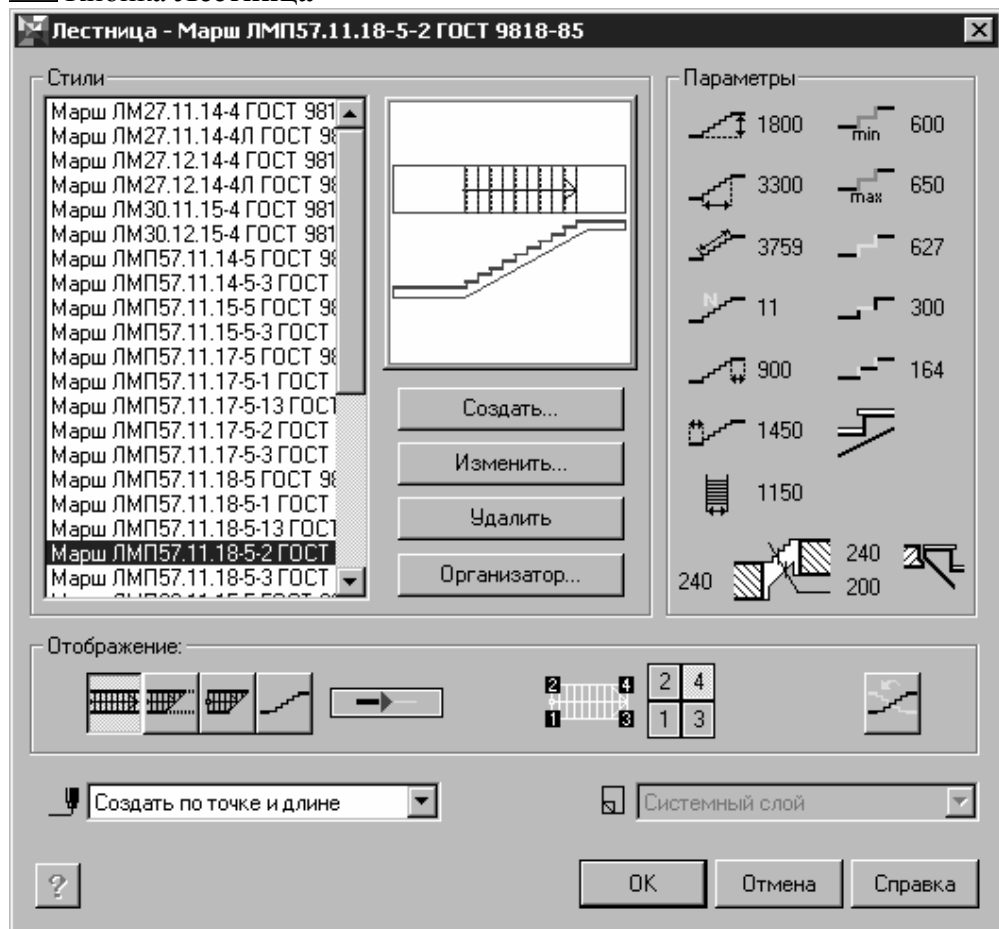 Лестница - Марш ЛМП57.11.18-5-2 ГОСТ 9818-85
Стили
Марш ЛМ27.11.14-4 ГОСТ 981
Марш ЛМ27.11.14-4Л ГОСТ 98
Марш ЛМ27.12.14-4 ГОСТ 981
Марш ЛМ27.12.14-4Л ГОСТ 98
Марш ЛМ30.11.15-4 ГОСТ 981
Марш ЛМ30.12.15-4 ГОСТ 981
Марш ЛМП57.11.14-5 ГОСТ 98
Марш ЛМП57.11.14-5-3 ГОСТ
Марш ЛМП57.11.15-5 ГОСТ 98
Марш ЛМП57.11.15-5-3 ГОСТ
Марш ЛМП57.11.17-5 ГОСТ 98
Марш ЛМП57.11.17-5-1 ГОСТ
Марш ЛМП57.11.17-5-13 ГОСТ
Марш ЛМП57.11.17-5-2 ГОСТ
Марш ЛМП57.11.17-5-3 ГОСТ
Марш ЛМП57.11.18-5 ГОСТ 98
Марш ЛМП57.11.18-5-1 ГОСТ
Марш ЛМП57.11.18-5-13 ГОСТ
Марш ЛМП57.11.18-5-2 ГОСТ
Марш ЛМП57.11.18-5-3 ГОСТ
Создать...
Изменить...
Удалить
Организатор...
Параметры
1800 min 600
3300 max 650
3759 627
N 11 300
900 164
1450
1150
240 240
200
Отображение:
2 4 2 4
1 3 1 3
Создать по точке и длине
Системный слой
?
OK Отмена Справка